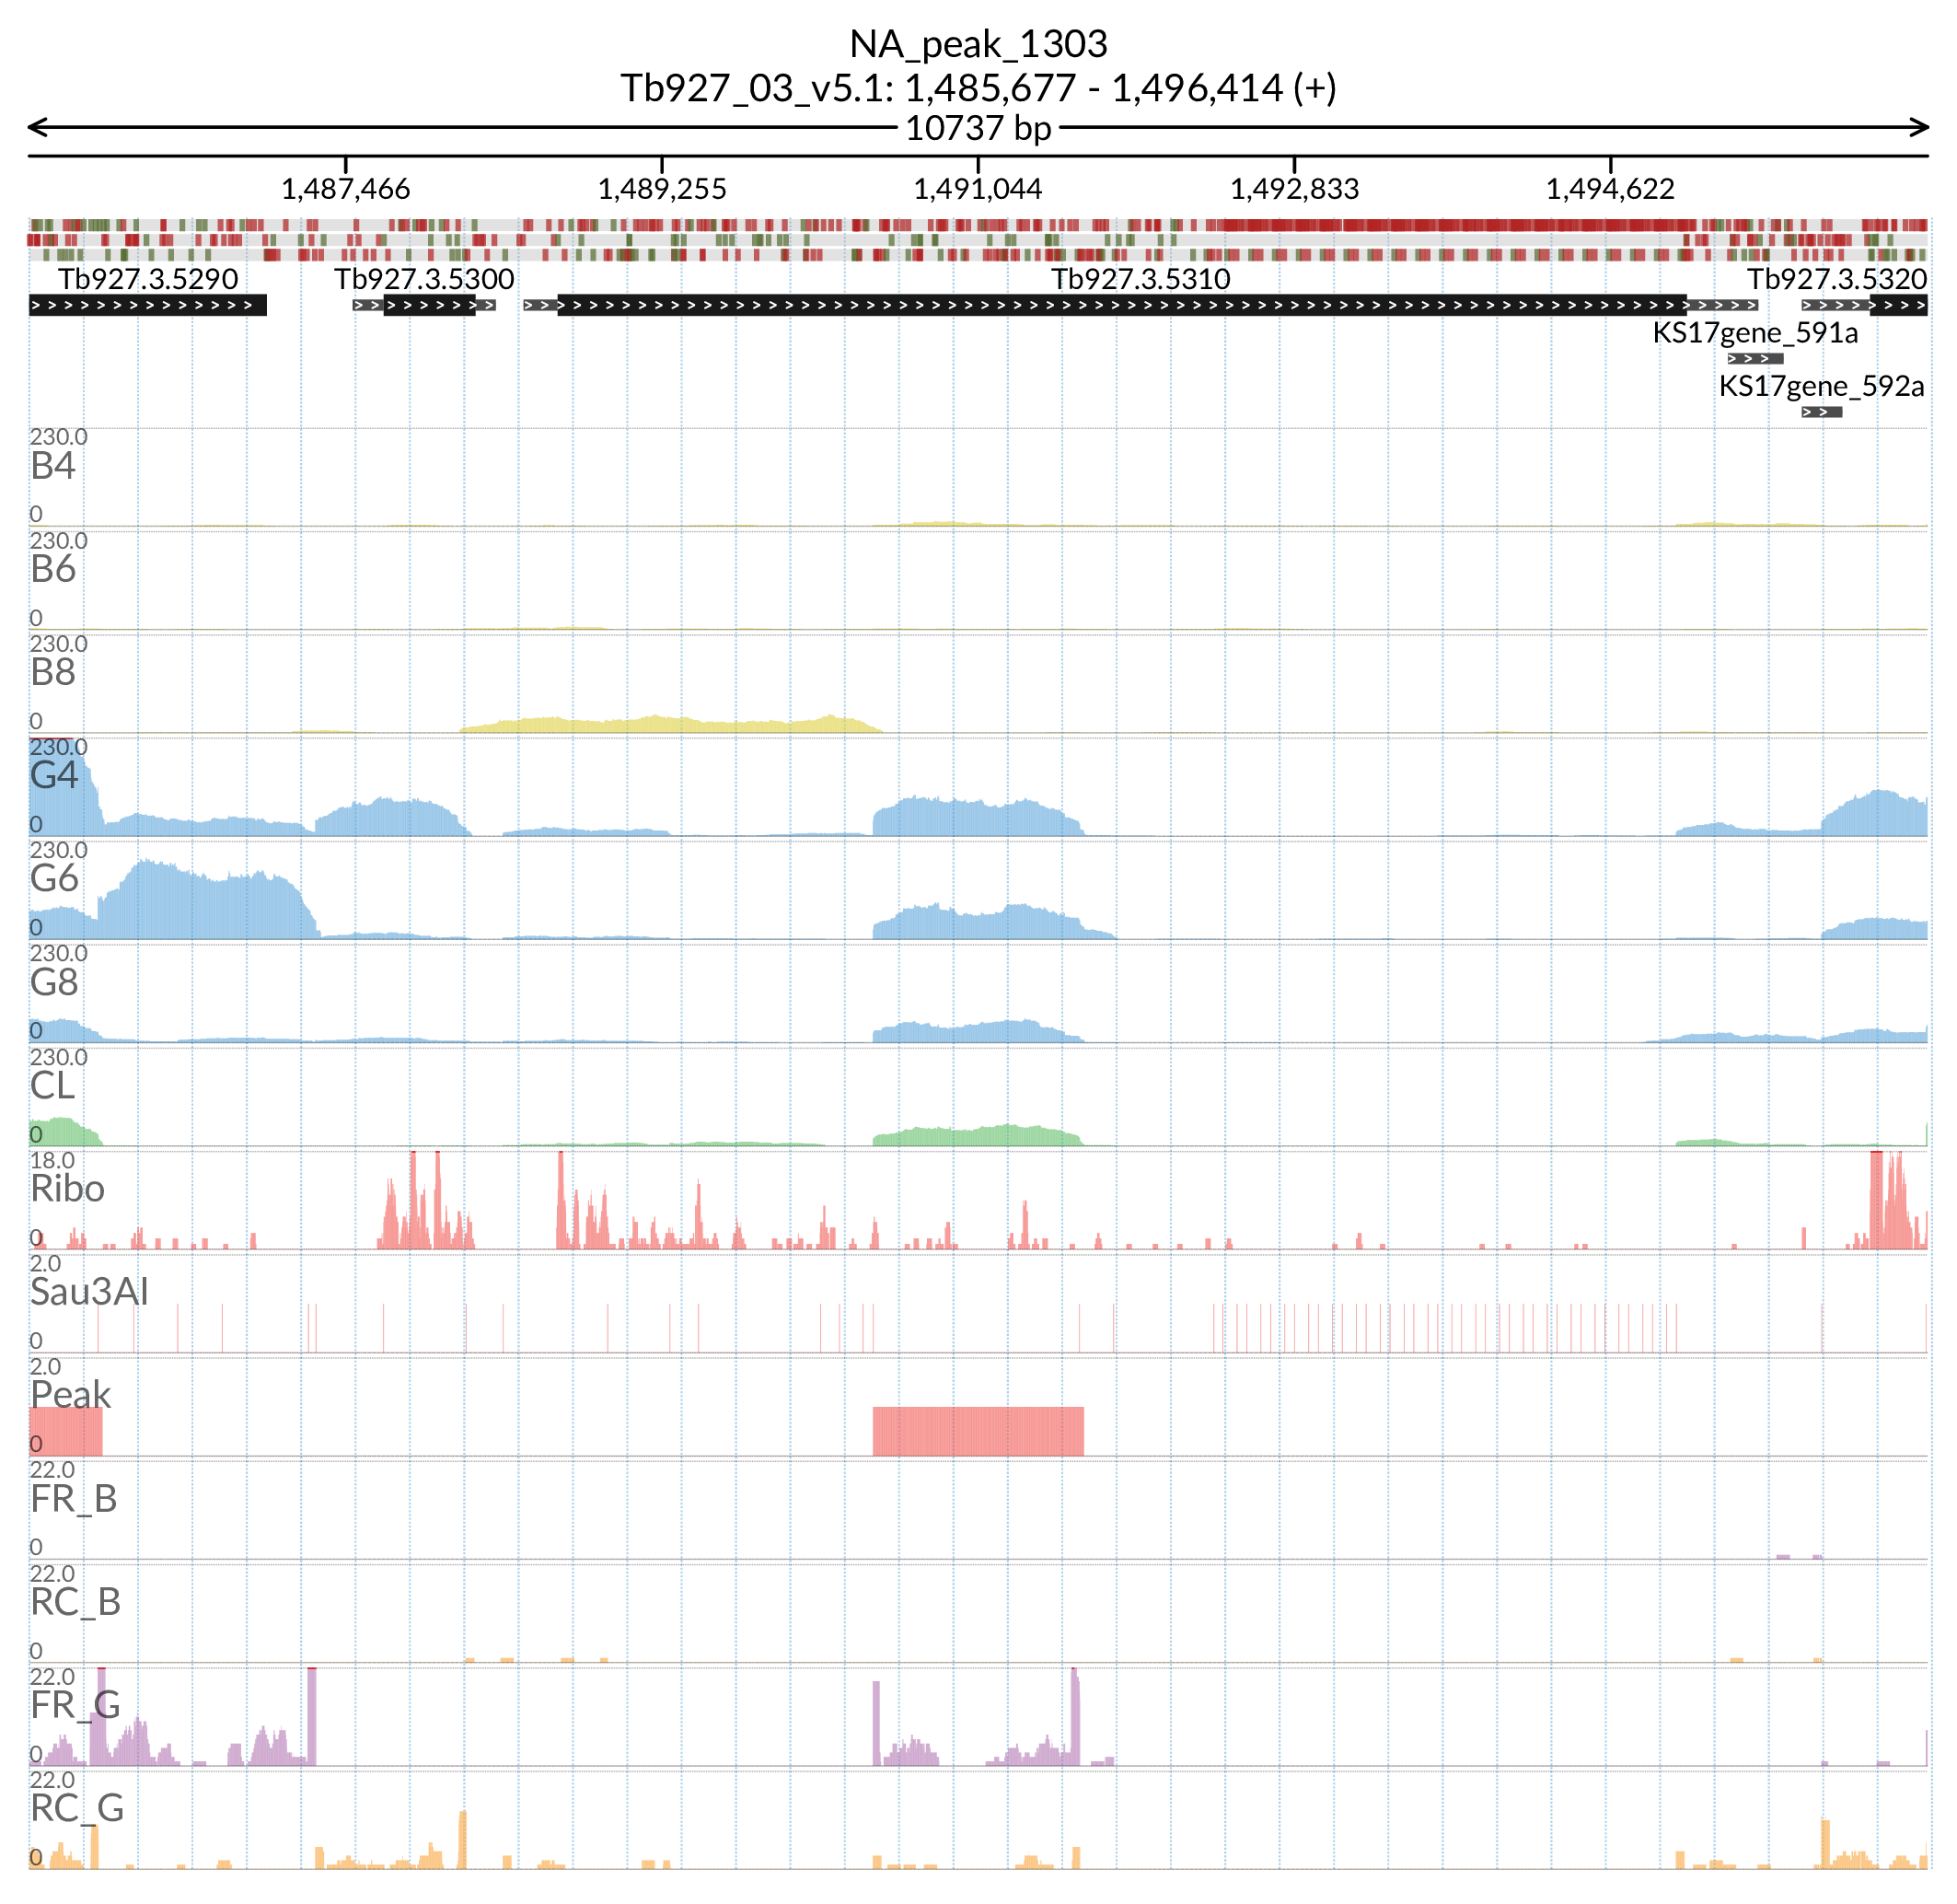 NA_peak_1303
Tb927_03_v5.1: 1,485,677 - 1,496,414 (+)
10737 bp
1,487,466 1,489,255 1,491,044 1,492,833 1,494,622
Tb927.3.5290 Tb927.3.5300 Tb927.3.5310 Tb927.3.5320
KS17gene_591a
KS17gene_592a
230.0
B4
0
230.0
B6
0
230.0
B8
0
230.0
G4
0
230.0
G6
0
230.0
G8
0
230.0
CL
0
18.0
Ribo
0
2.0
Sau3AI
0
2.0
Peak
0
22.0
FR_B
0
22.0
RC_B
0
22.0
FR_G
0
22.0
RC_G
0